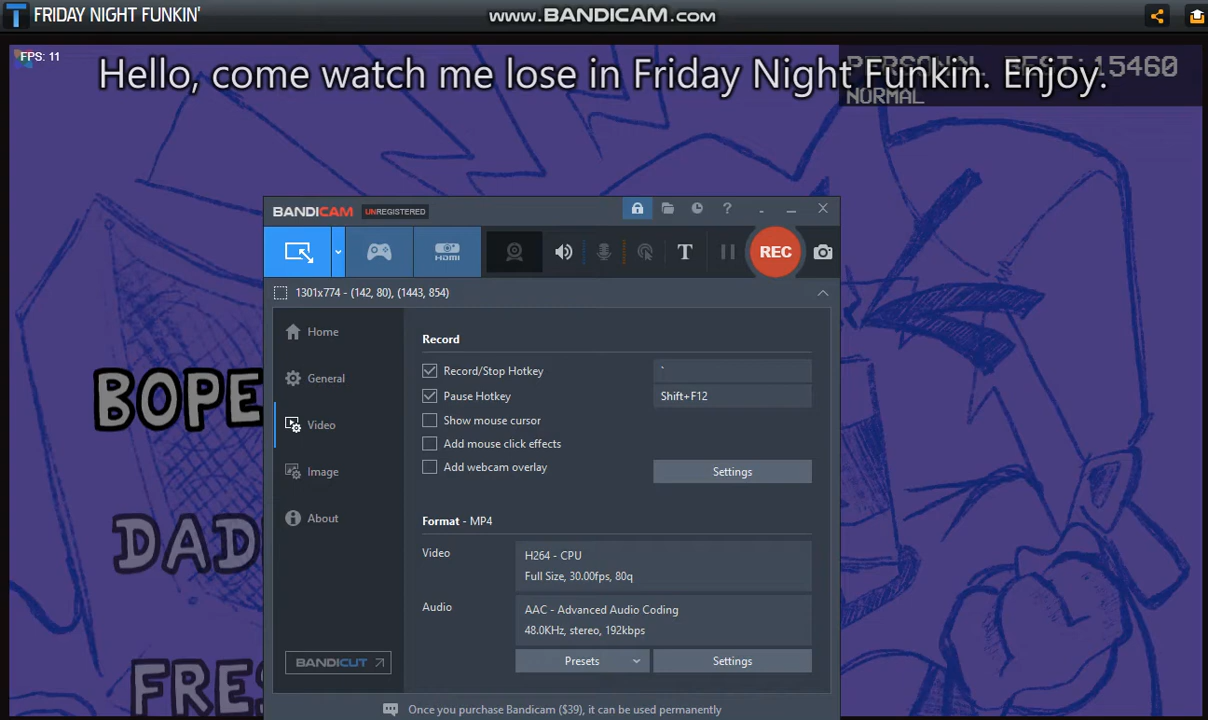 FRIDAY NIGHT FUNKIN'
www.BANDICAM.com
FPS: 11
Hello, come watch me lose in Friday Night Funkin. Enjoy.
PERSONAL BEST:15460
NORMAL
BANDICAM UNREGISTERED
HDMI
T
REC
1301x774 - (142, 80), (1443, 854)
Home
General
Video
Image
About
BANDICUT
Record
Record/Stop Hotkey `
Pause Hotkey Shift+F12
Show mouse cursor
Add mouse click effects
Add webcam overlay
Settings
Format - MP4
Video
H264 - CPU
Full Size, 30.00fps, 80q
Audio
AAC - Advanced Audio Coding
48.0KHz, stereo, 192kbps
Presets
Settings
Once you purchase Bandicam ($39), it can be used permanently
BOPE
DAD
FRES